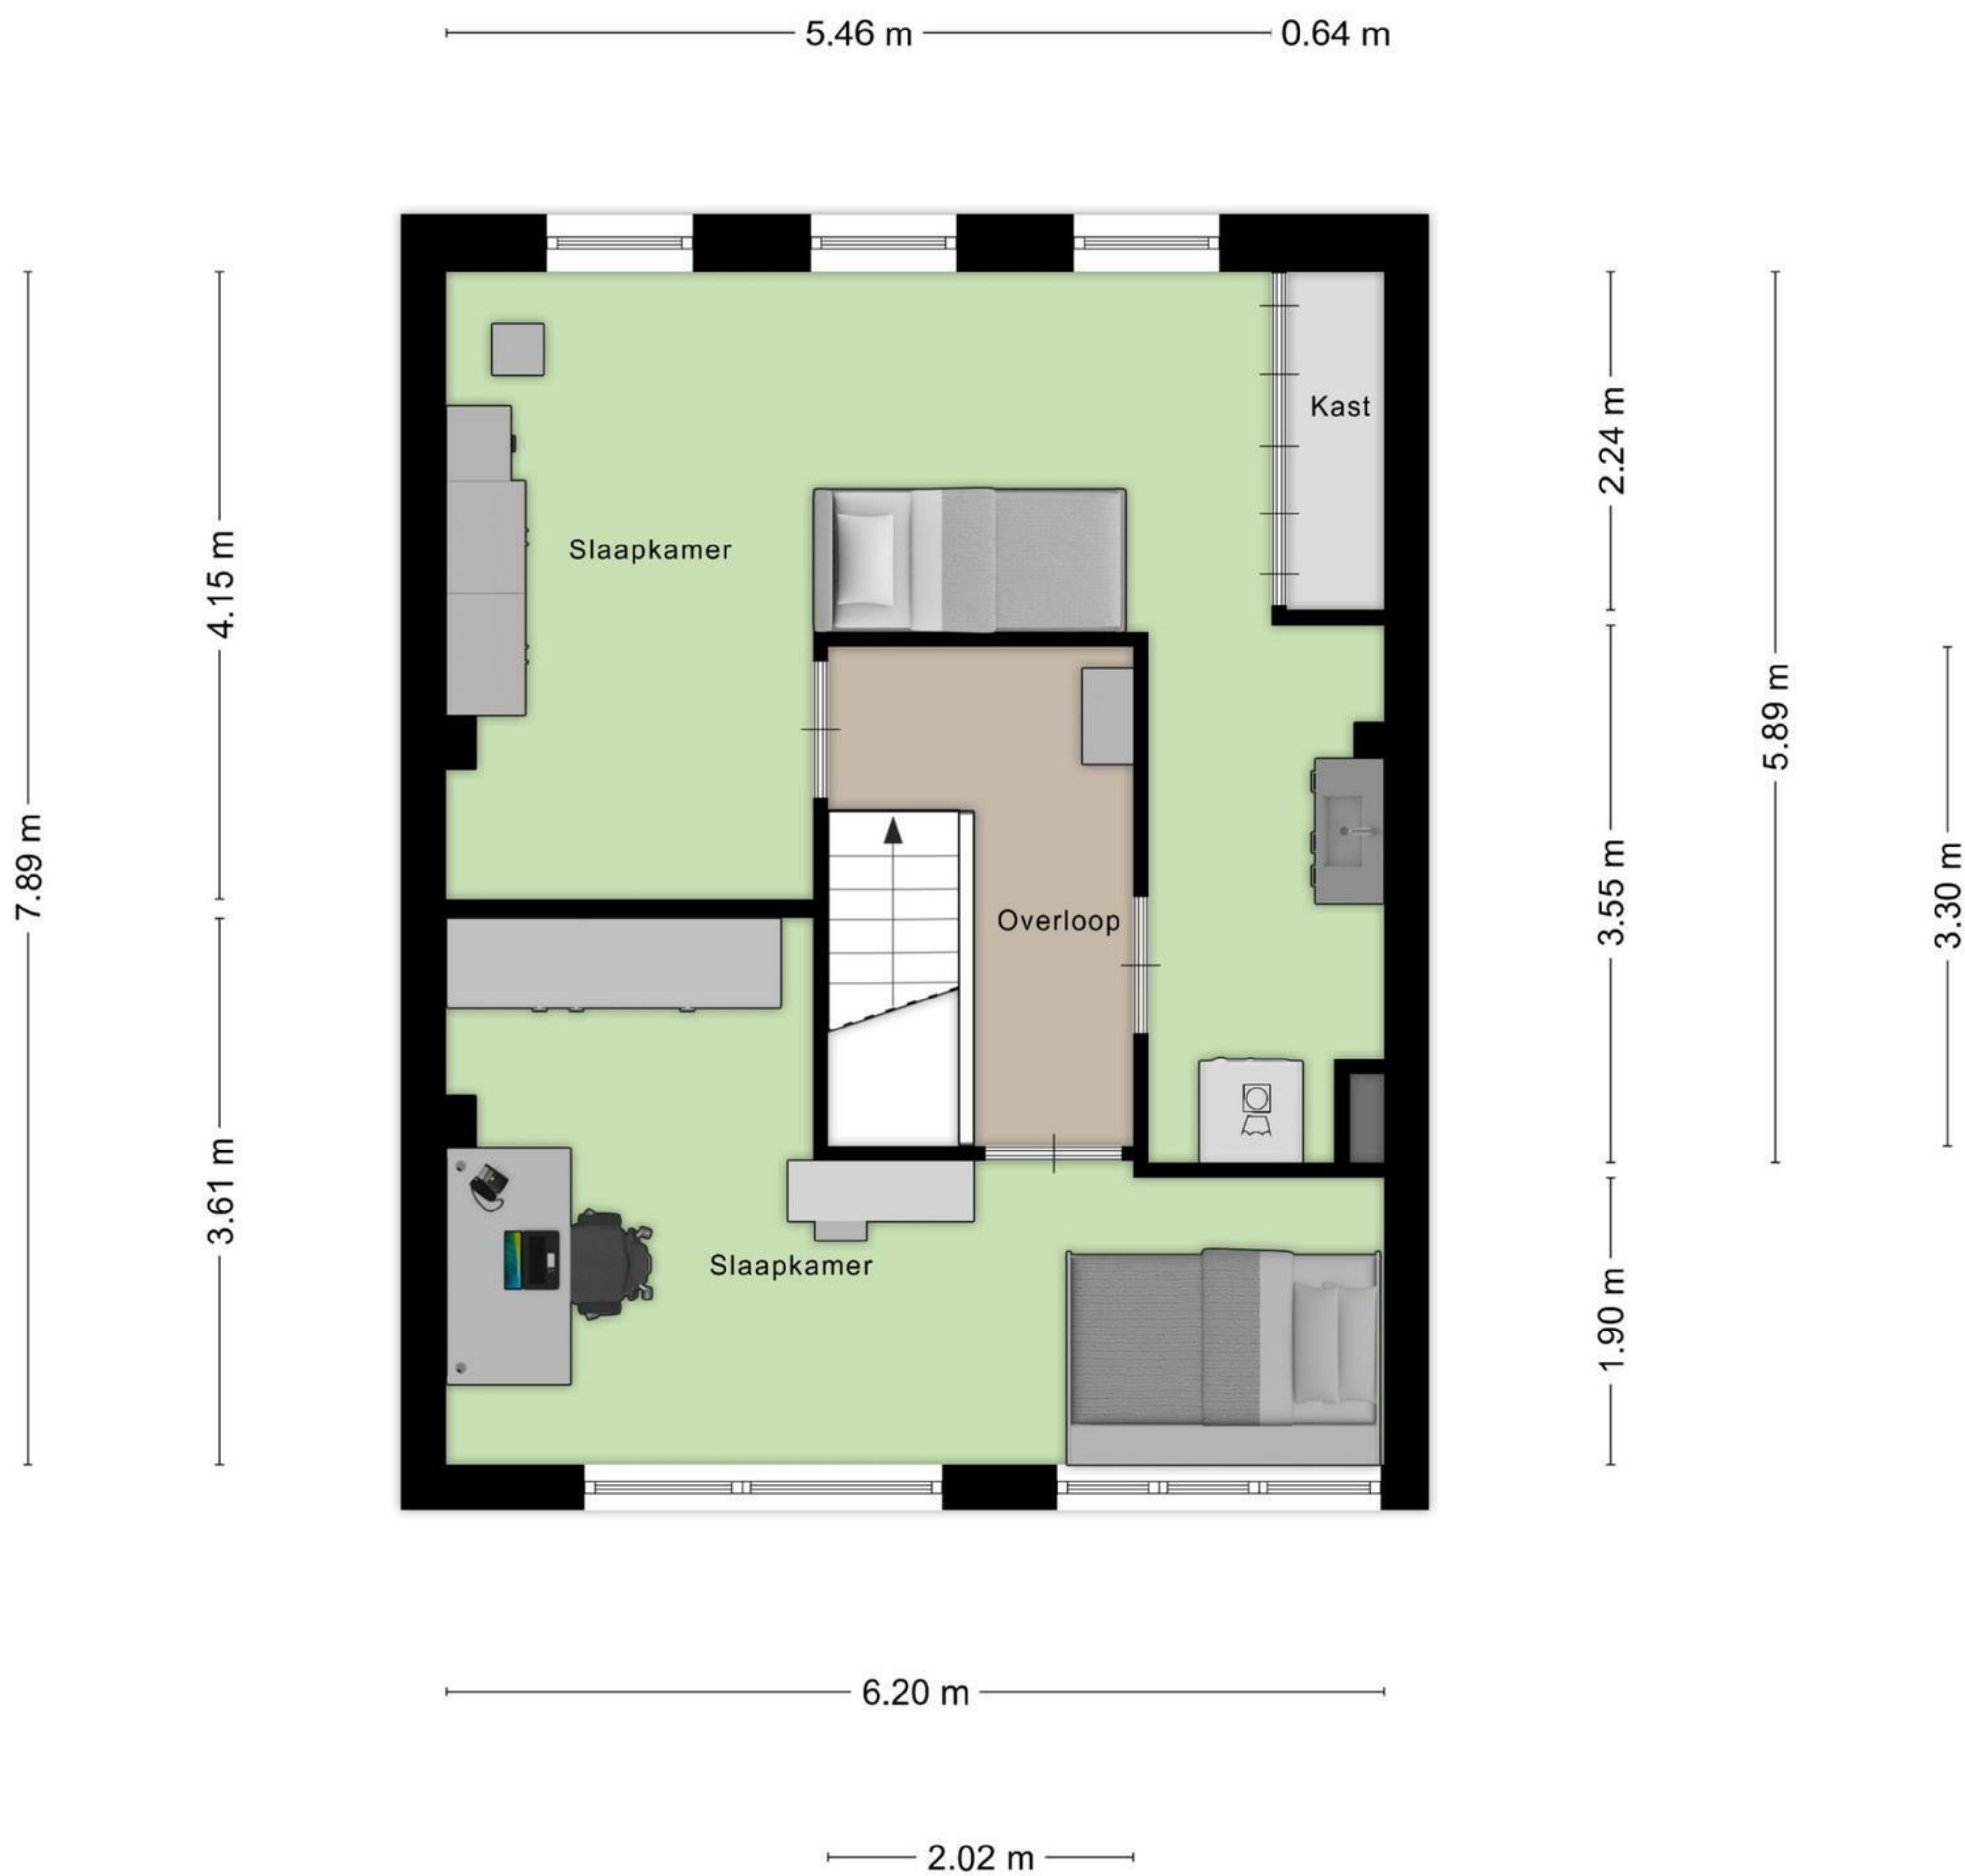 5.46 m
0.64 m
Kast
2.24 m
4.15 m
Slaapkamer
5.89 m
7.89 m
3.55 m
3.30 m
Overloop
3.61 m
Slaapkamer
1.90 m
6.20 m
2.02 m